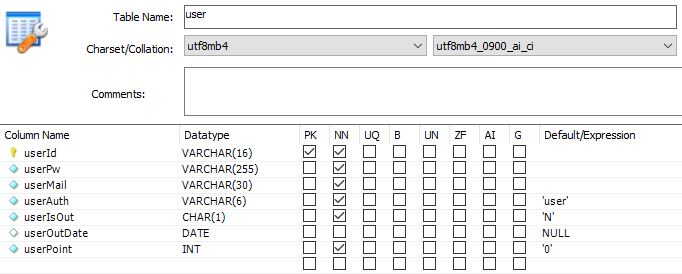 Table Name: user
Charset/Collation: utf8mb4 utf8mb4_0900_ai_ci
Comments:
Column Name Datatype PK NN UQ B UN ZF AI G Default/Expression
userId VARCHAR(16)
userPw VARCHAR(255)
userMail VARCHAR(30)
userAuth VARCHAR(6) 'user'
userIsOut CHAR(1) 'N'
userOutDate DATE NULL
userPoint INT '0'